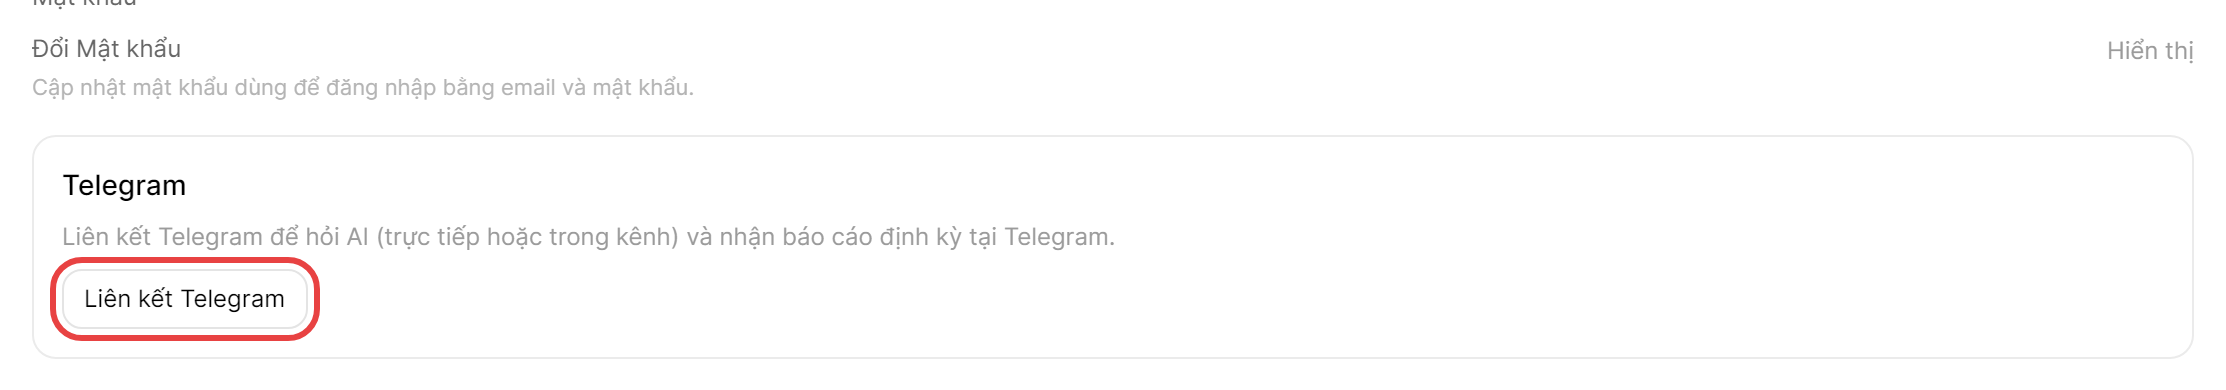 Mật khẩu
Đổi Mật khẩu
Hiển thị
Cập nhật mật khẩu dùng để đăng nhập bằng email và mật khẩu.
Telegram
Liên kết Telegram để hỏi AI (trực tiếp hoặc trong kênh) và nhận báo cáo định kỳ tại Telegram.
Liên kết Telegram